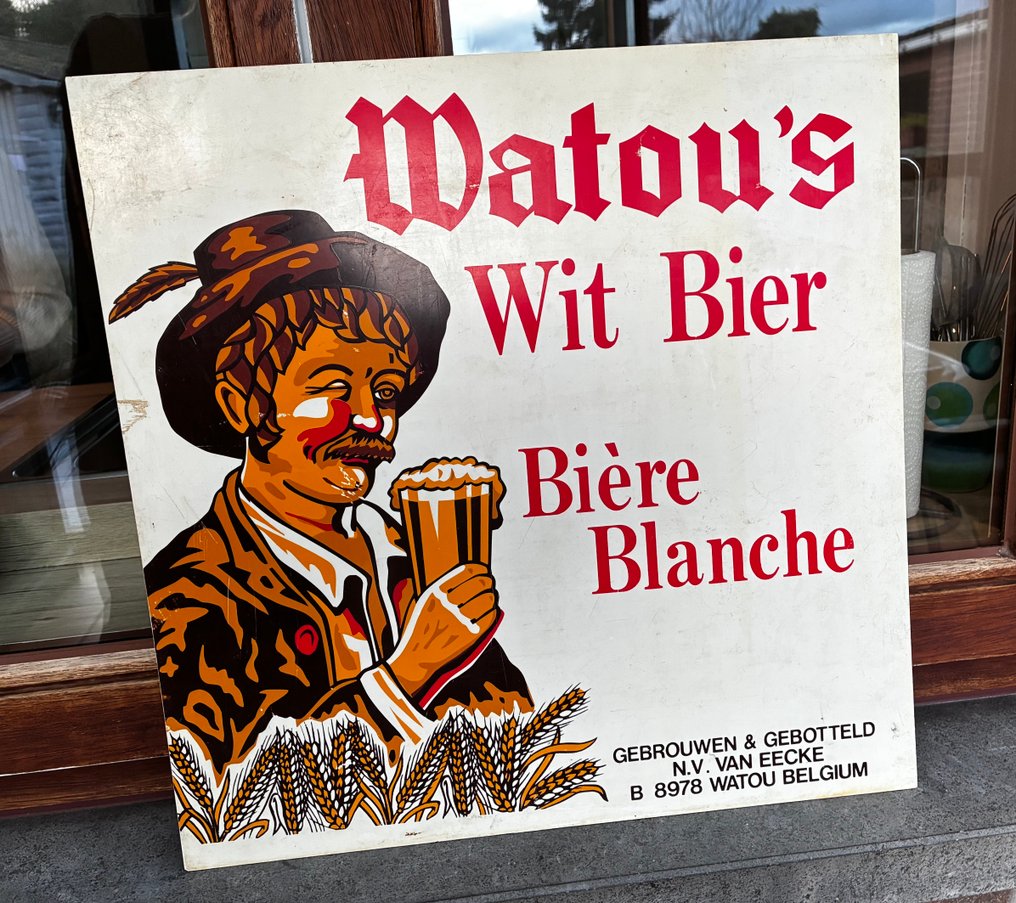 Watou's
Wit Bier
Bière
Blanche
GEBROUWEN & GEBOTTELD
N.V. VAN EECKE
B 8978 WATOU BELGIUM